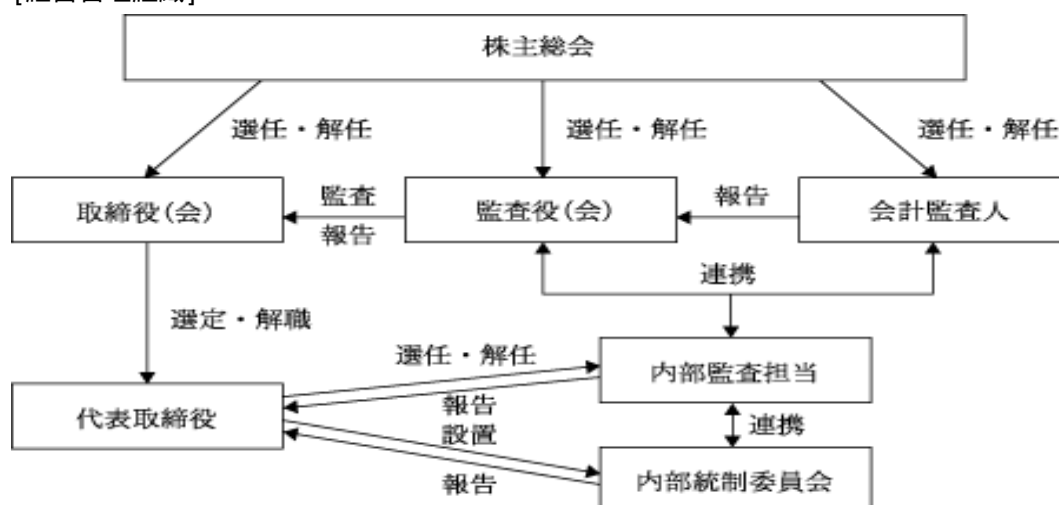 株主総会
選任・解任
選任・解任
選任・解任
取締役(会)
監査
報告
監査役(会)
報告
会計監査人
連携
選定・解職
選任・解任
報告
内部監査担当
代表取締役
設置
連携
報告
内部統制委員会